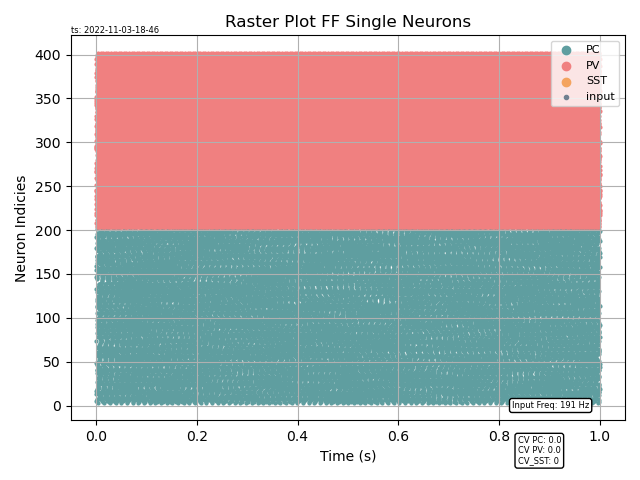 ts: 2022-11-03-18-46
Raster Plot FF Single Neurons
PC
PV
SST
input
Neuron Indicies
400
350
300
250
200
150
100
50
0
Input Freq: 191 Hz
0.0 0.2 0.4 0.6 0.8 1.0
Time (s)
CV PC: 0.0
CV PV: 0.0
CV_SST: 0